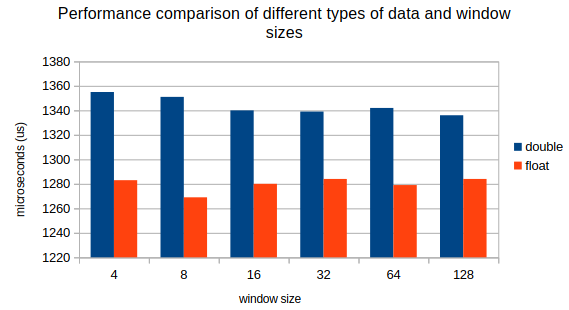 Performance comparison of different types of data and window
sizes
1380
1360
1340
1320
1300
1280
1260
1240
1220
microseconds (us)
double
float
4 8 16 32 64 128
window size